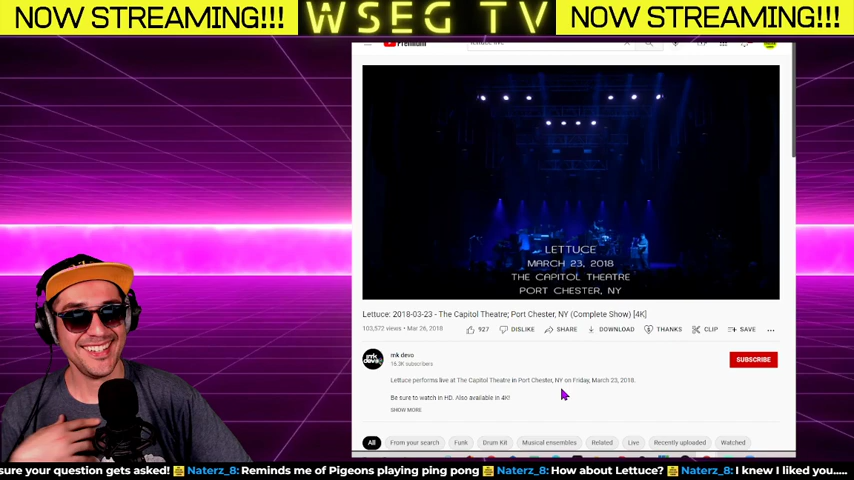 NOW STREAMING!!!
WSEG TV
NOW STREAMING!!!
Premium
LETTUCE
MARCH 23, 2018
THE CAPITOL THEATRE
PORT CHESTER, NY
Lettuce: 2018-03-23 - The Capitol Theatre; Port Chester, NY (Complete Show) [4K]
103,572 views • Mar 26, 2018
927
DISLIKE
SHARE
DOWNLOAD
THANKS
CLIP
SAVE
...
mk devo
subscribers
SUBSCRIBE
Lettuce performs live at The Capitol Theatre in Port Chester, NY on Friday, March 23, 2018.
Be sure to watch in HD. Also available in 4K!
SHOW MORE
All
From your search
Funk
Drum Kit
Musical ensembles
Related
Live
Recently uploaded
Watched
sure your question gets asked! Naterz_8: Reminds me of Pigeons playing ping pong Naterz_8: How about Lettuce? Naterz_8: I knew I liked you.....